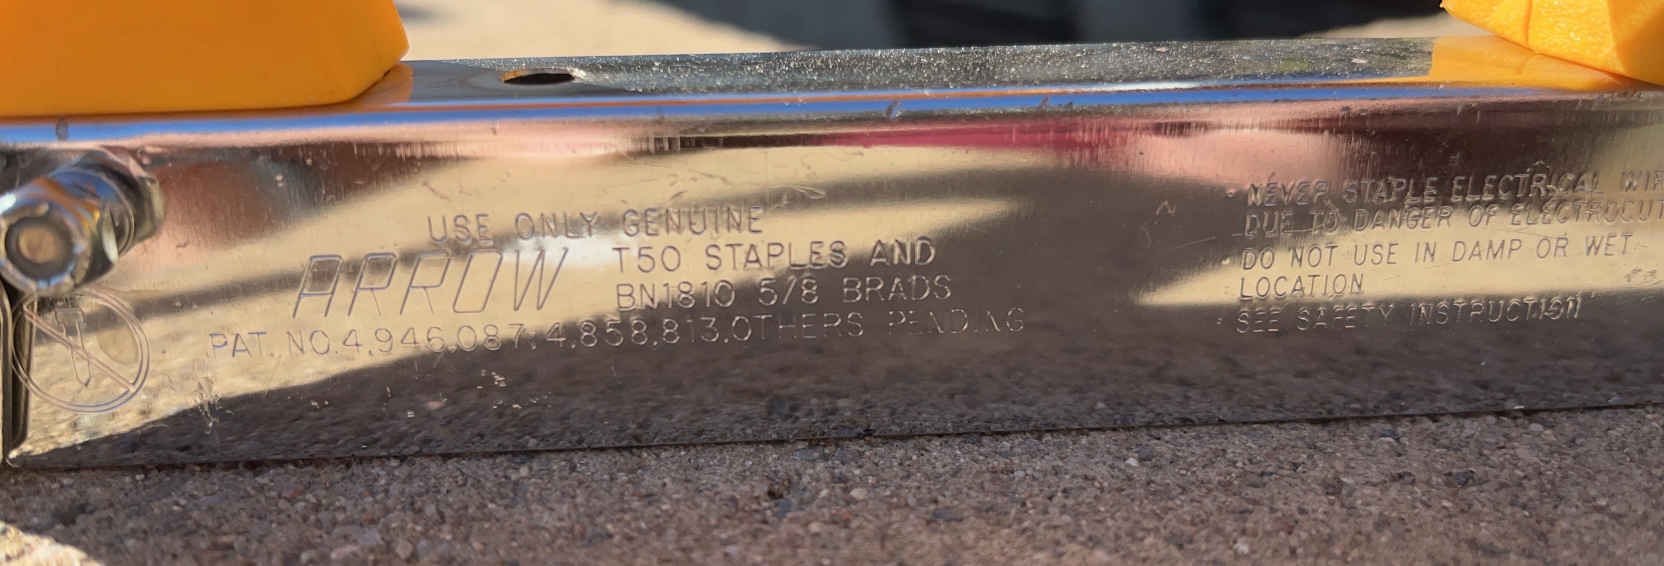 USE ONLY GENUINE
ARROW T50 STAPLES AND
BN1810 5/8 BRADS
PAT. NO. 4,946,087; 4,858,813, OTHERS PENDING
NEVER STAPLE ELECTRICAL
DUE TO DANGER OF
DO NOT USE IN DAMP OR WET
LOCATION
SEE SAFETY INSTRUCTION